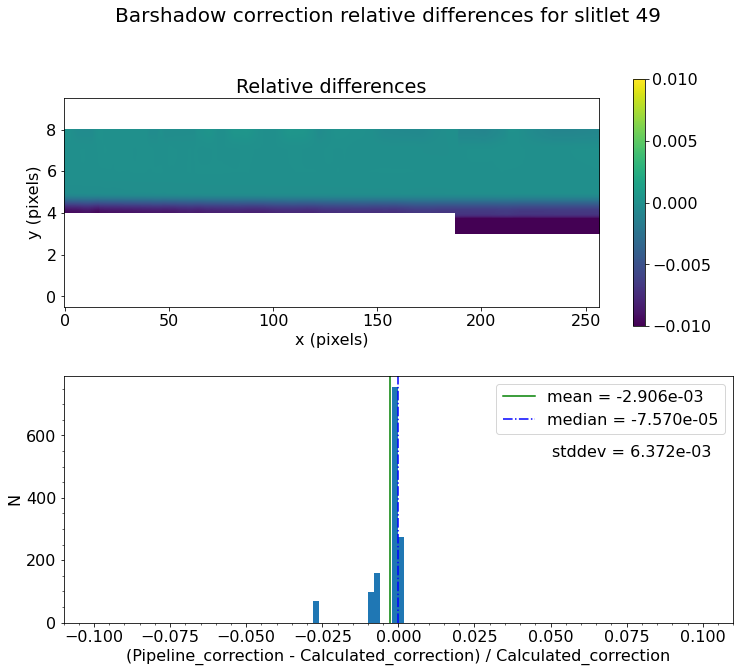 Barshadow correction relative differences for slitlet 49
Relative differences
0.010
0.005
0.000
−0.005
−0.010
8
6
4
2
0
y (pixels)
0 50 100 150 200 250
x (pixels)
mean = -2.906e-03
median = -7.570e-05
stddev = 6.372e-03
600
400
200
0
N
−0.100 −0.075 −0.050 −0.025 0.000 0.025 0.050 0.075 0.100
(Pipeline_correction - Calculated_correction) / Calculated_correction